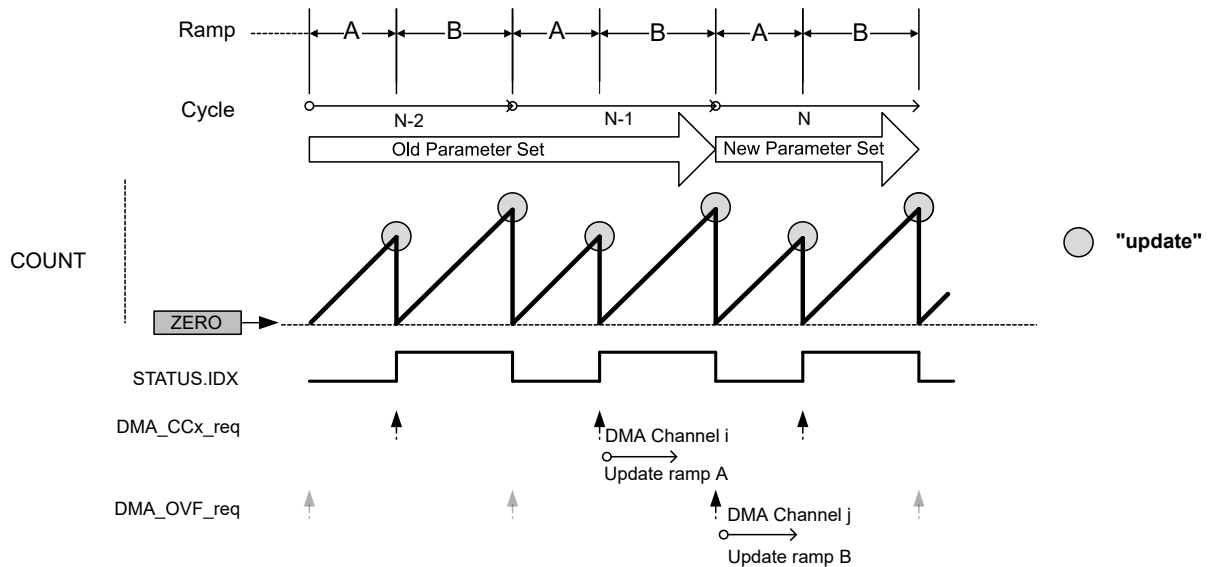 Ramp A B A B A B
Cycle
N-2 N-1 N
Old Parameter Set New Parameter Set
"update"
COUNT
ZERO
STATUS.IDX
DMA_CCx_req
DMA Channel i
Update ramp A
DMA_OVF_req
DMA Channel j
Update ramp B